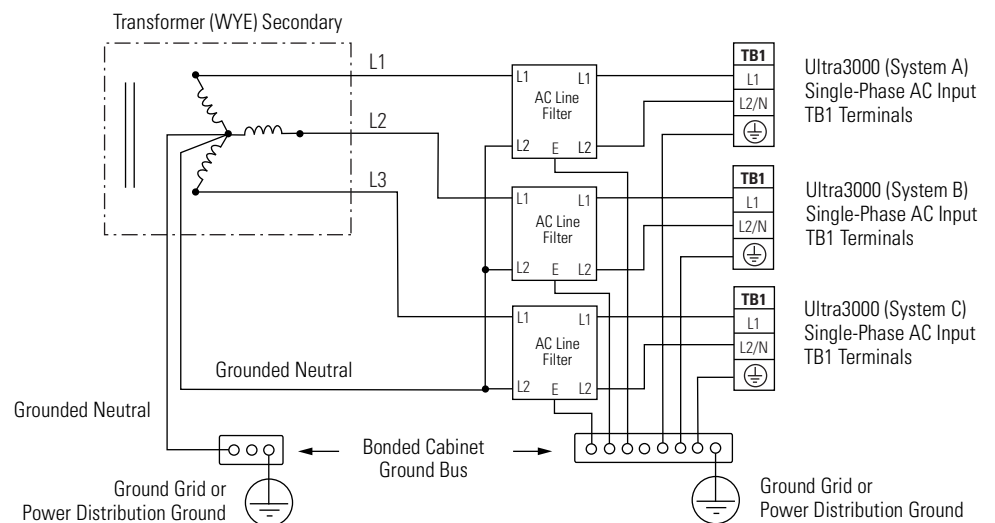 Transformer (WYE) Secondary
L1
L2
L3
L1
L1
AC Line
Filter
L2
E
L2
TB1
L1
L2/N
Ultra3000 (System A)
Single-Phase AC Input
TB1 Terminals
L1
L1
AC Line
Filter
L2
E
L2
TB1
L1
L2/N
Ultra3000 (System B)
Single-Phase AC Input
TB1 Terminals
L1
L1
AC Line
Filter
L2
E
L2
TB1
L1
L2/N
Ultra3000 (System C)
Single-Phase AC Input
TB1 Terminals
Grounded Neutral
Grounded Neutral
Bonded Cabinet
Ground Bus
Ground Grid or
Power Distribution Ground
Ground Grid or
Power Distribution Ground